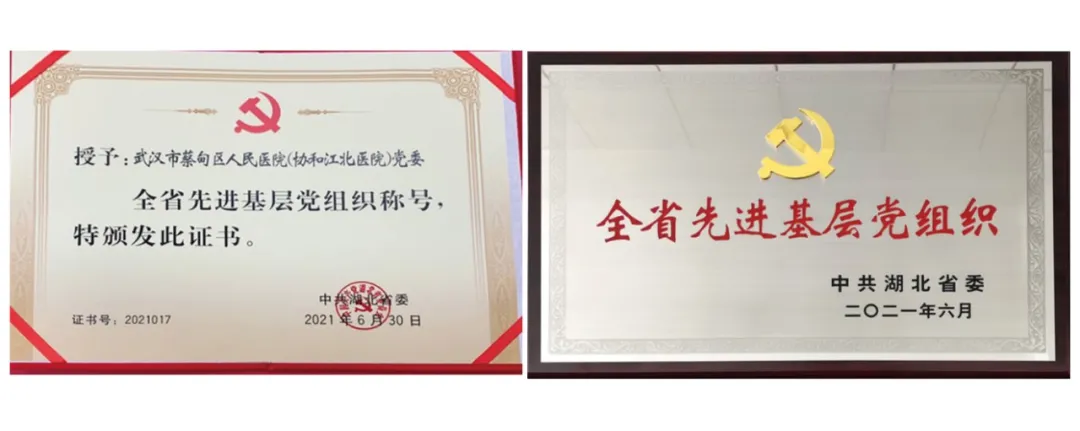 授予：武汉市蔡甸区人民医院(协和江北医院)党委
全省先进基层党组织称号，
特颁发此证书。
中共湖北省委
证书号：2021017
2021年6月30日
全省先进基层党组织
中共湖北省委
二〇二一年六月